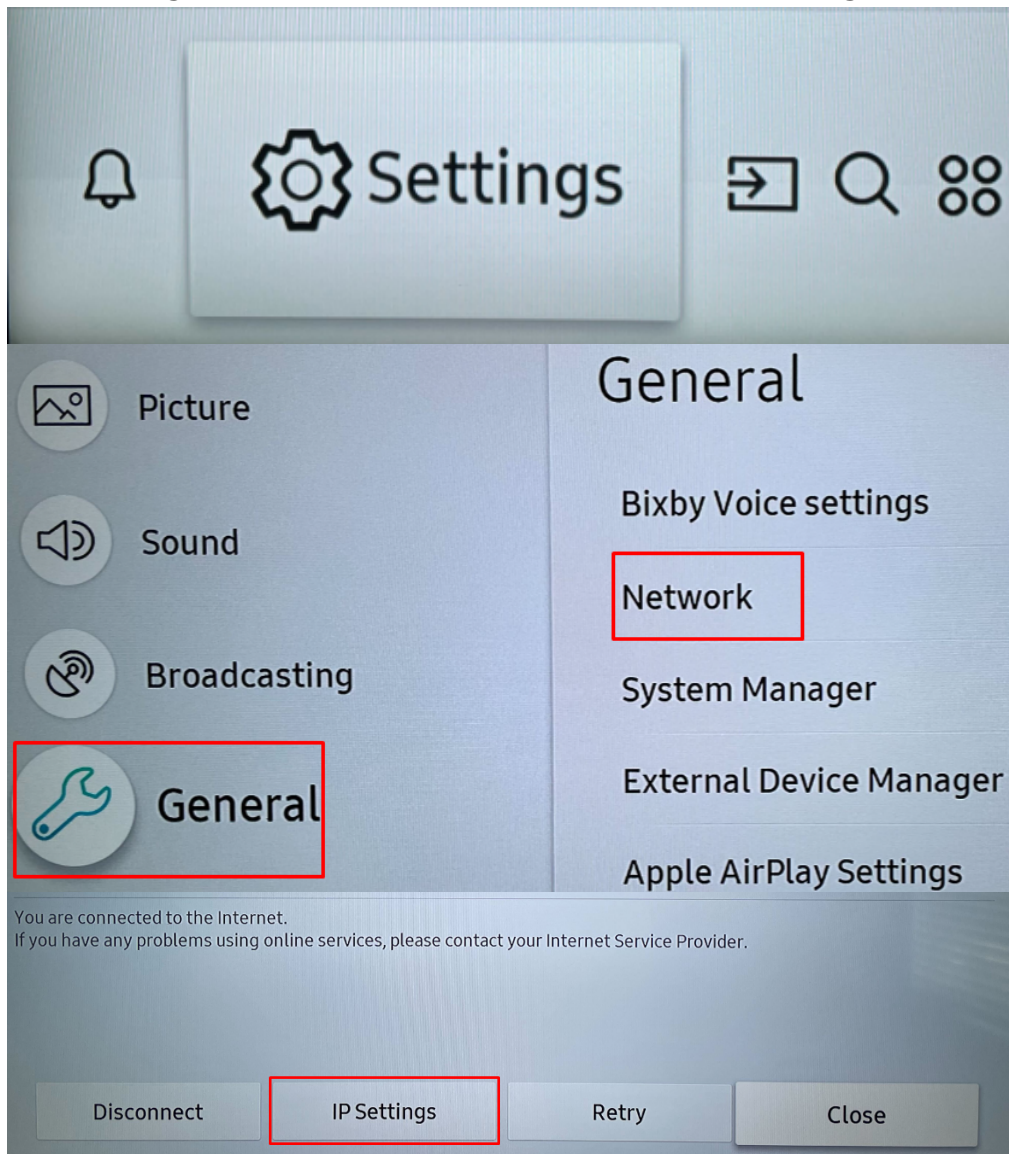 Settings
Picture
Sound
Broadcasting
General
General
Bixby Voice settings
Network
System Manager
External Device Manager
Apple AirPlay Settings
You are connected to the Internet.
If you have any problems using online services, please contact your Internet Service Provider.
Disconnect
IP Settings
Retry
Close